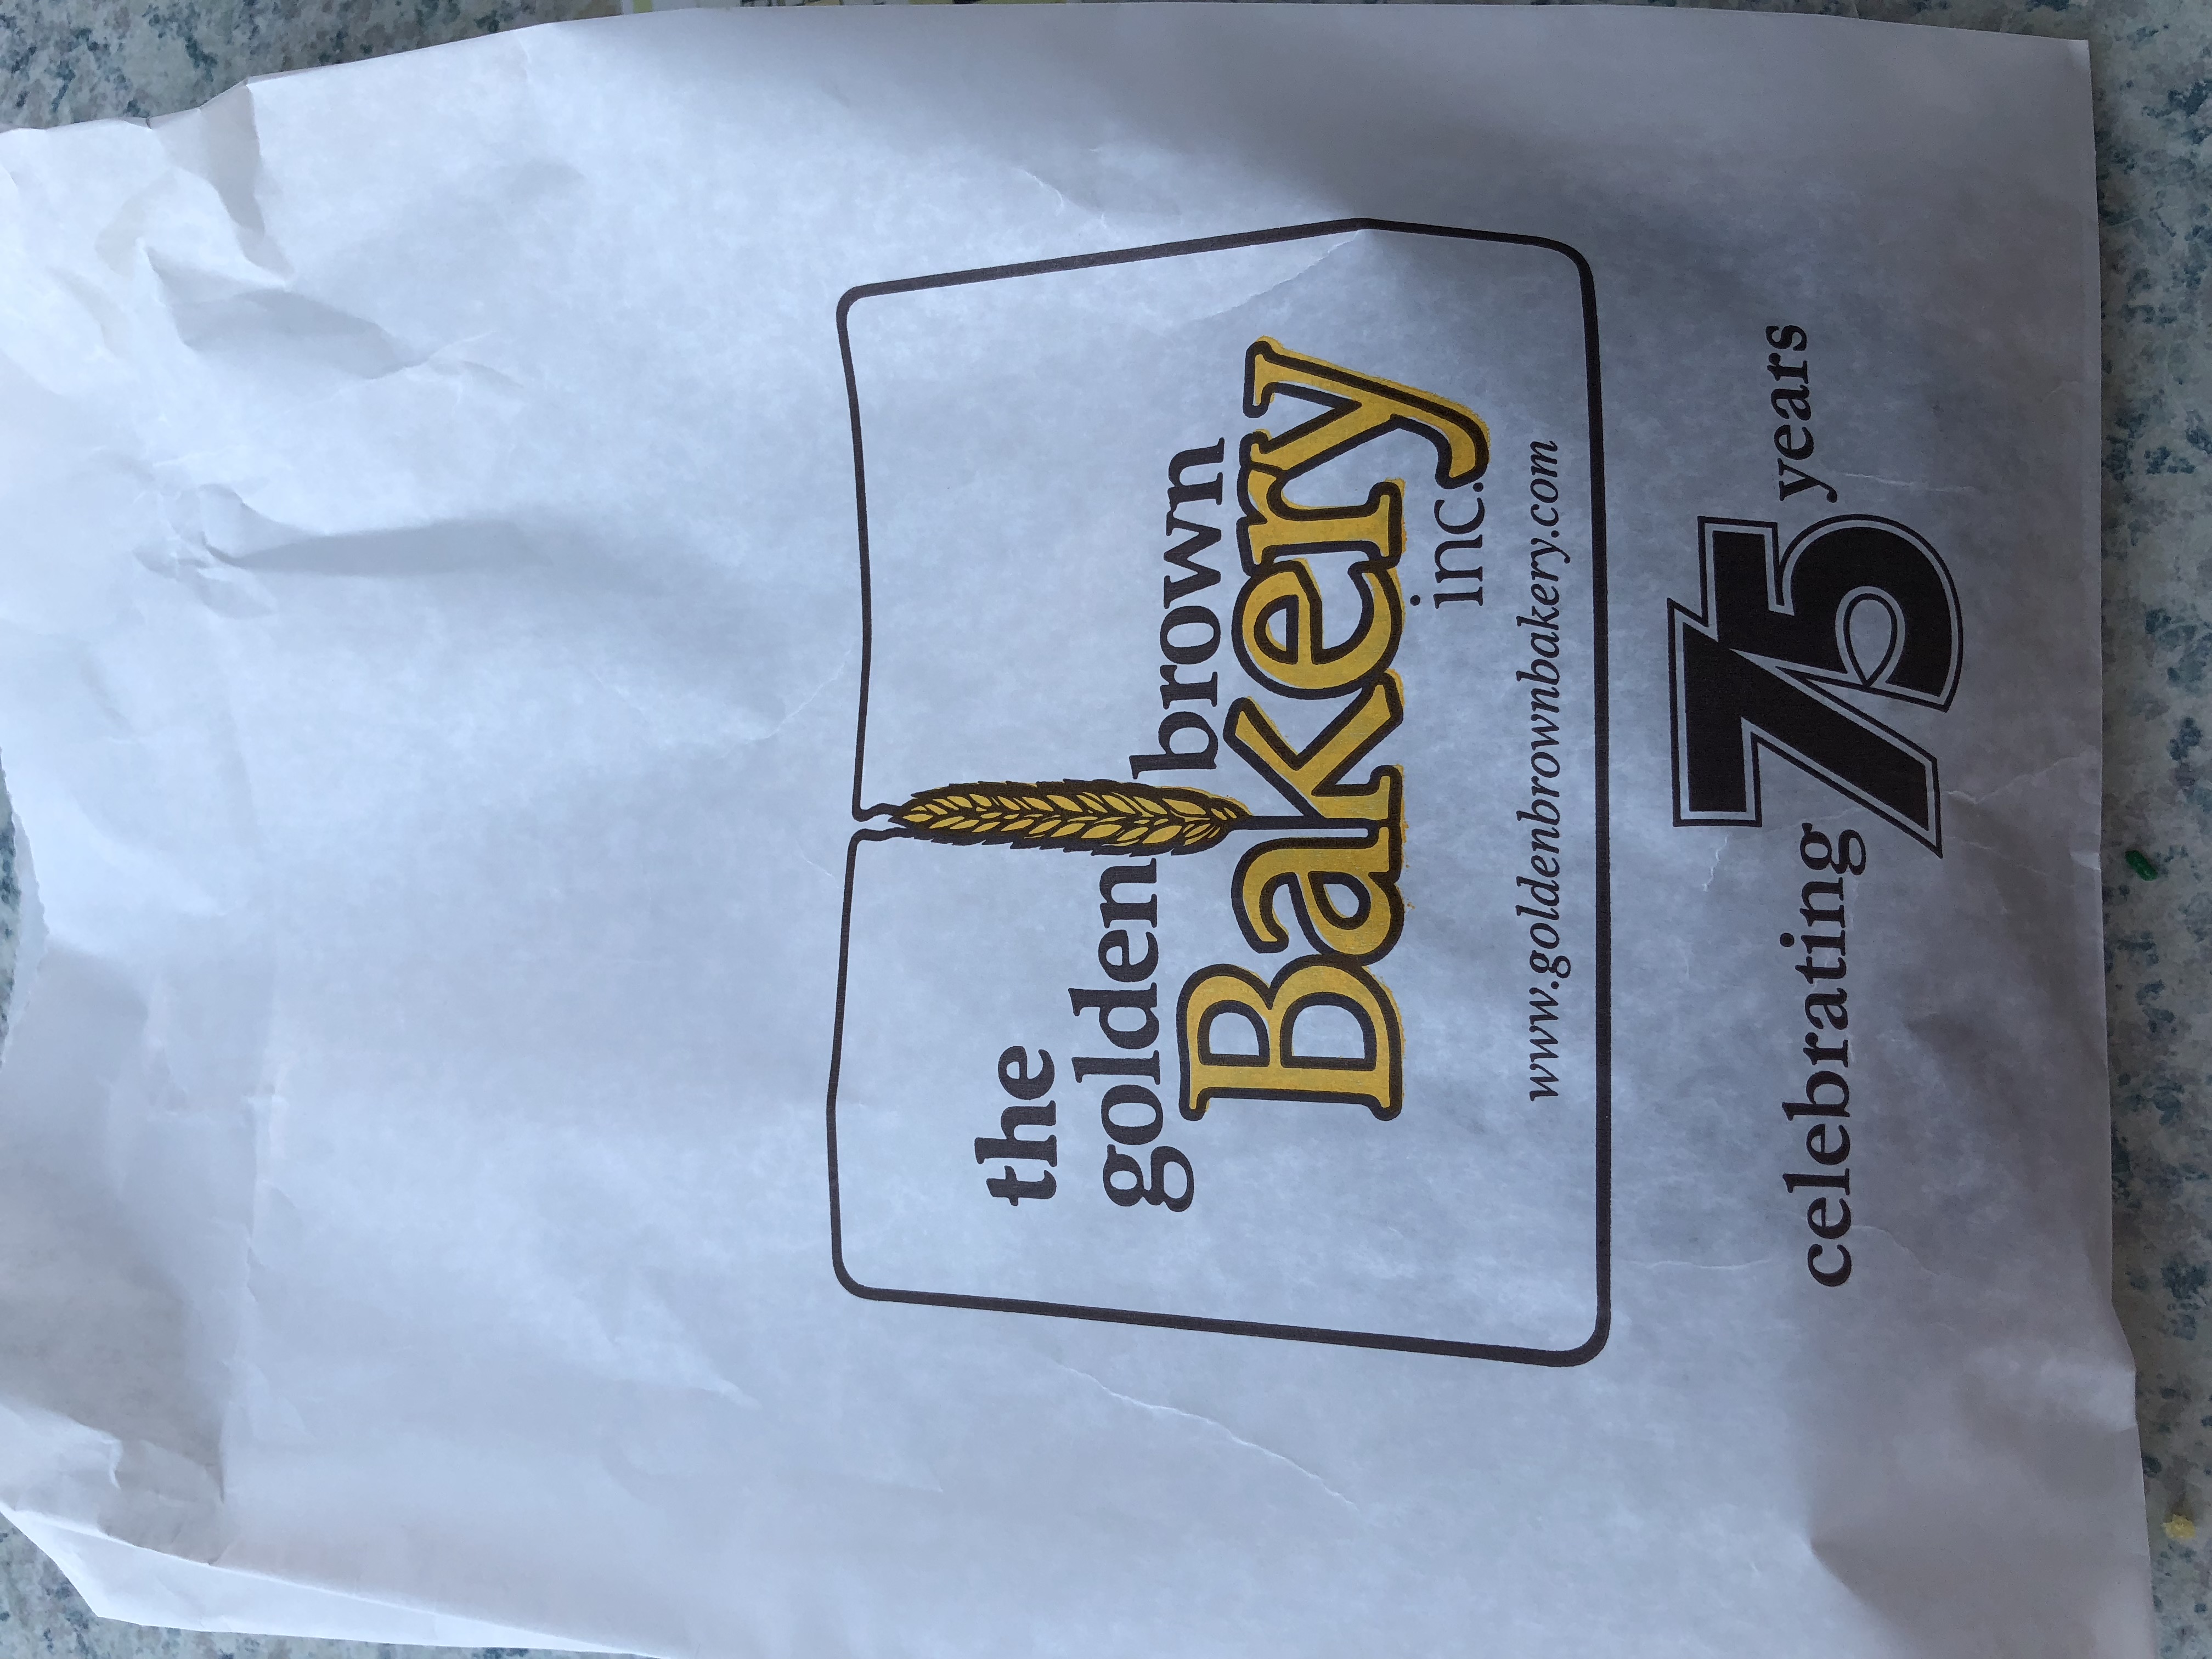 the
golden brown
Bakery
inc.
www.goldenbrownbakery.com
celebrating 75 years